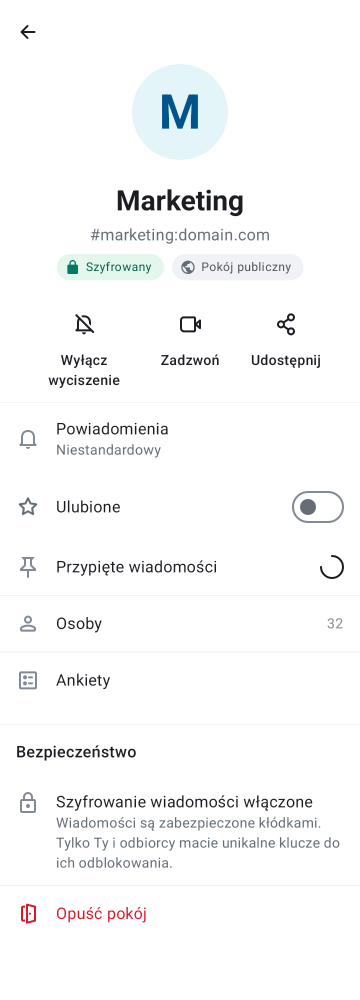 M
Marketing
#marketing:domain.com
Szyfrowany
Pokój publiczny
Wyłącz
wyciszenie
Zadzwoń
Udostępnij
Powiadomienia
Niestandardowy
Ulubione
Przypięte wiadomości
Osoby 32
Ankiety
Bezpieczeństwo
Szyfrowanie wiadomości włączone
Wiadomości są zabezpieczone kłódkami.
Tylko Ty i odbiorcy macie unikalne klucze do
ich odblokowania.
Opuść pokój